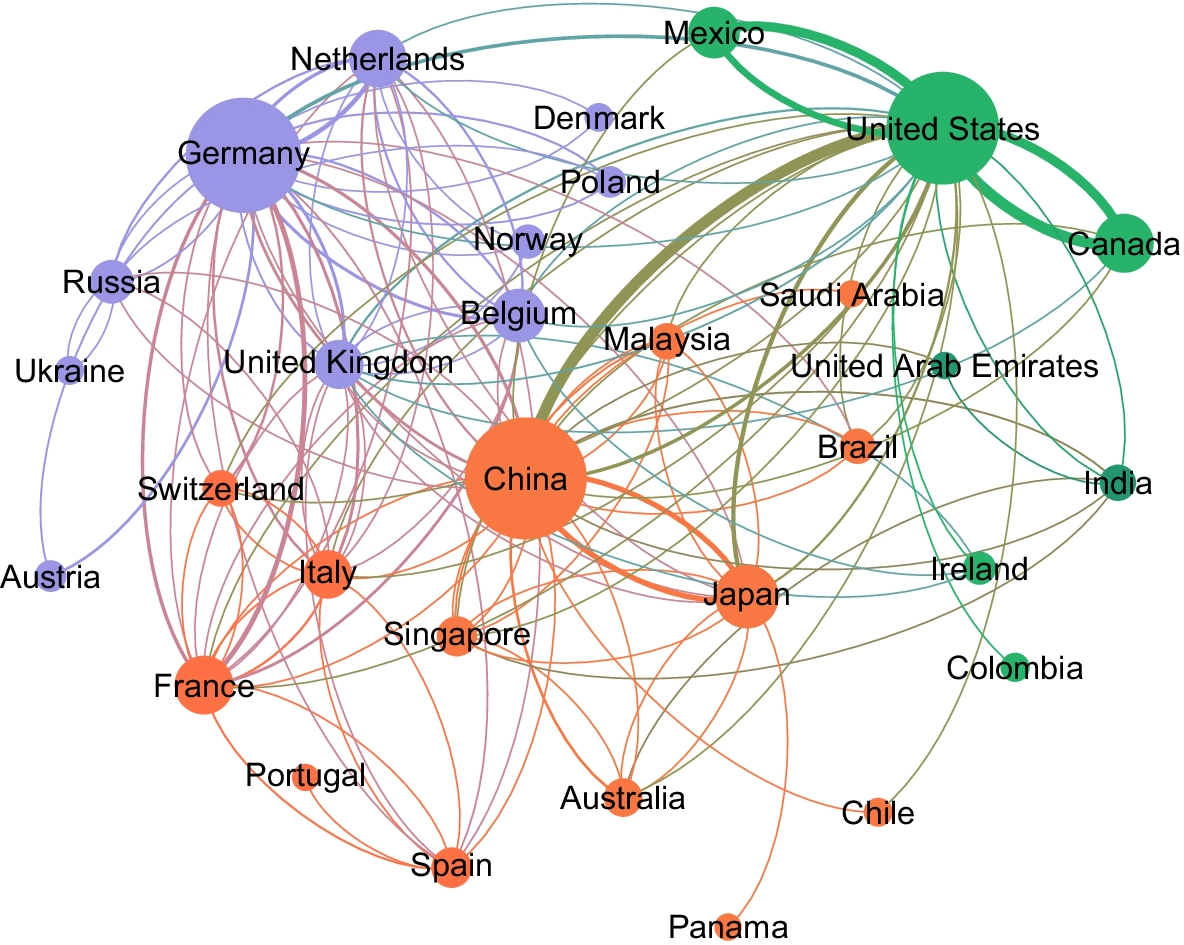 Mexico
Netherlands
Denmark
United States
Germany
Poland
Norway
Canada
Russia
Saudi Arabia
Belgium
Malaysia
United Kingdom
United Arab Emirates
Ukraine
Brazil
China
India
Switzerland
Ireland
Italy
Austria
Japan
Singapore
Colombia
France
Portugal
Australia
Chile
Spain
Panama